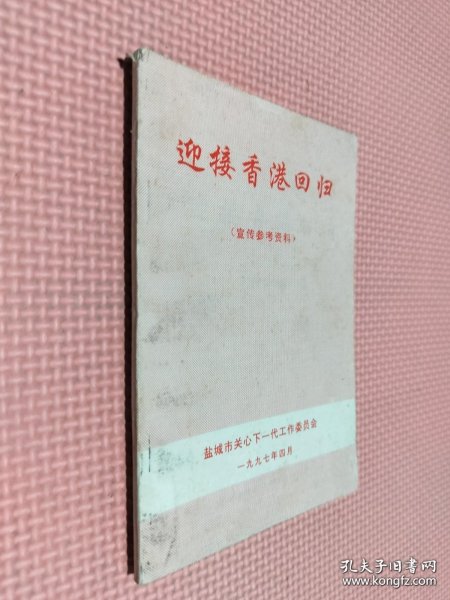 迎接香港回归
（宣传参考资料）
盐城市关心下一代工作委员会
一九九七年四月
孔夫子旧书网
www.kongfz.com